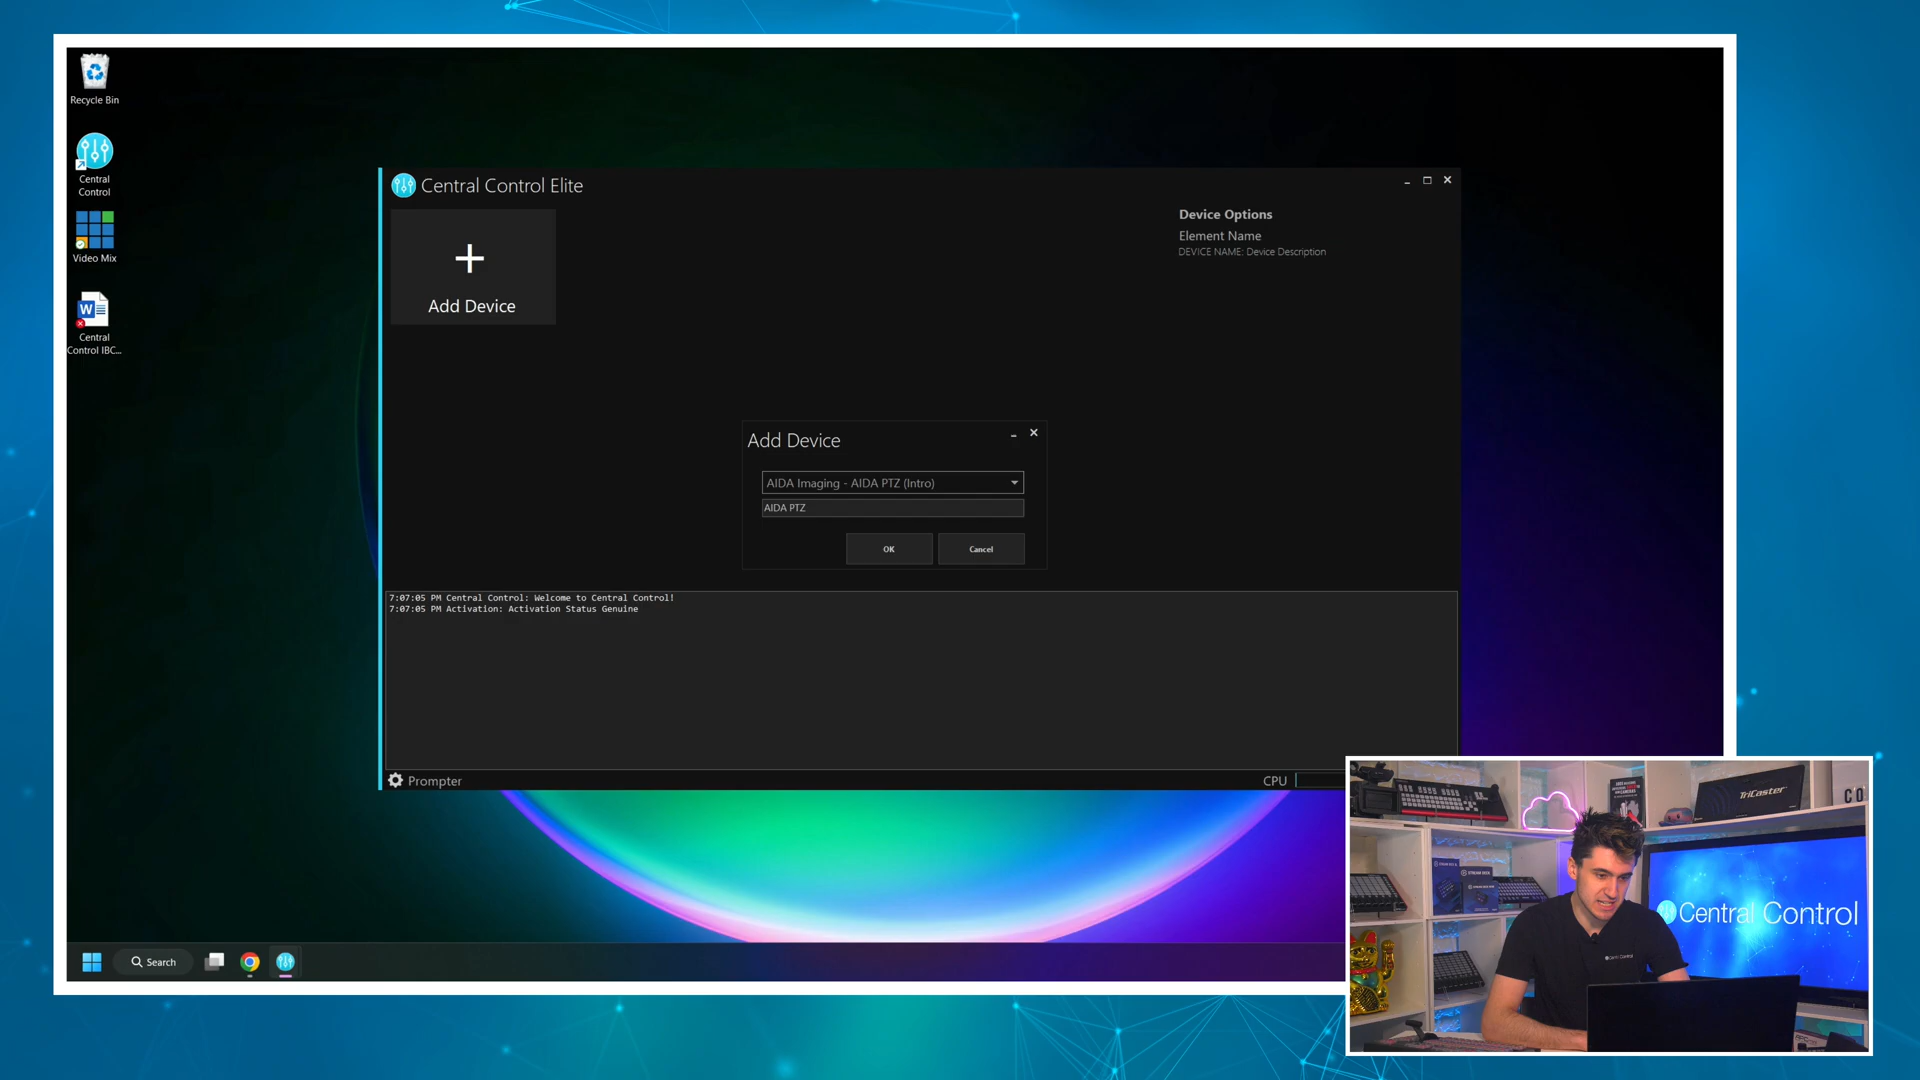 Recycle Bin
Central
Control
Video Mix
Central
Control IBC...
Central Control Elite
Add Device
Device Options
Element Name
DEVICE NAME: Device Description
Add Device
AIDA Imaging - AIDA PTZ (Intro)
AIDA PTZ
OK
Cancel
7:07:05 PM Central Control: Welcome to Central Control!
7:07:05 PM Activation: Activation Status Genuine
Prompter
CPU
Search
TriCaster
CO
STREAM DECK
Central Control